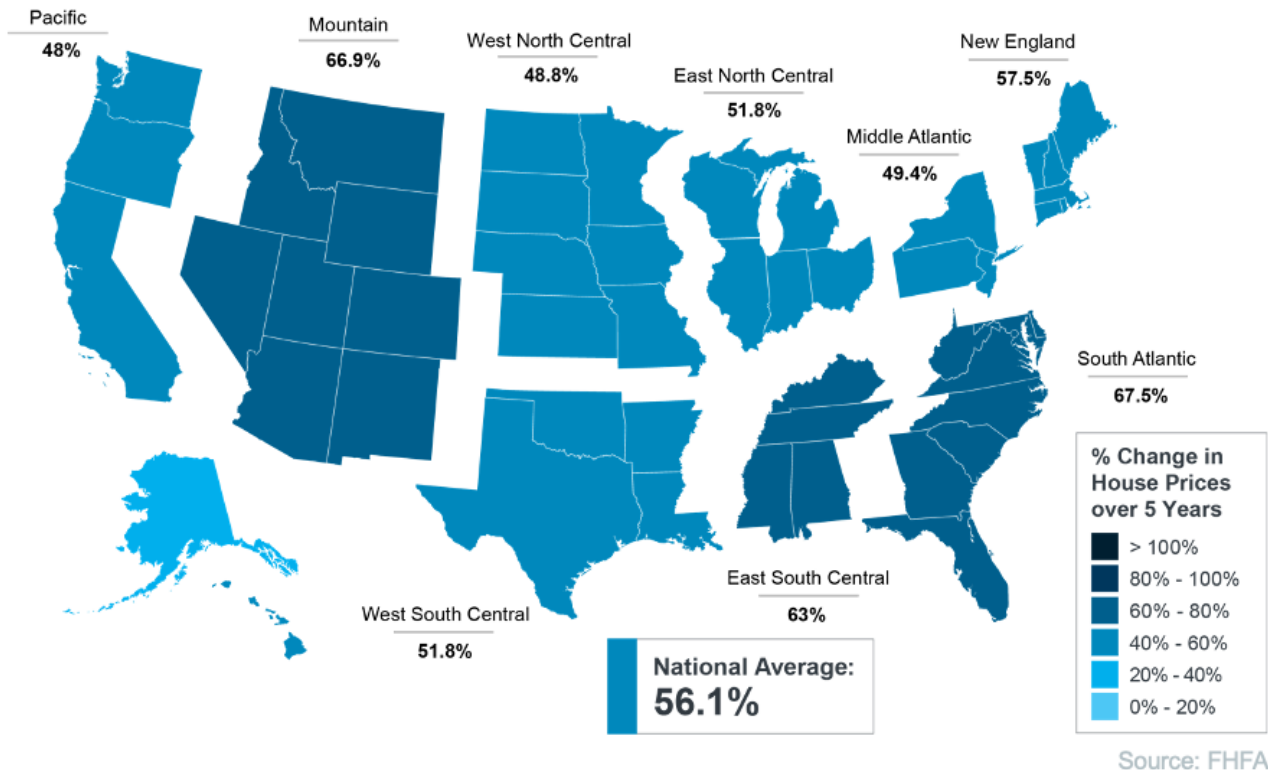 Pacific
48%
Mountain
66.9%
West North Central
48.8%
East North Central
51.8%
New England
57.5%
Middle Atlantic
49.4%
South Atlantic
67.5%
% Change in
House Prices
over 5 Years
> 100%
80% - 100%
60% - 80%
40% - 60%
20% - 40%
0% - 20%
East South Central
63%
West South Central
51.8%
National Average:
56.1%
Source: FHFA